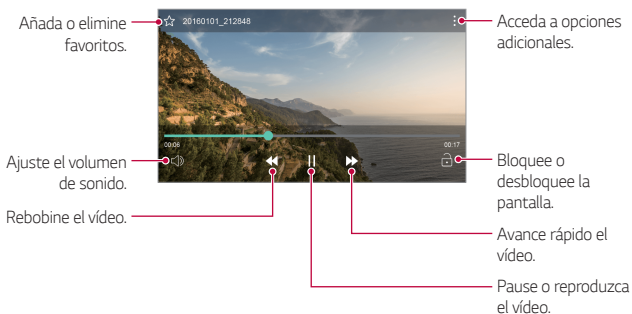 Añada o elimine
favoritos.
20160101_212848
Acceda a opciones
adicionales.
00:06
00:17
Ajuste el volumen
de sonido.
Bloquee o
desbloquee la
pantalla.
Rebobine el vídeo.
Avance rápido el
vídeo.
Pause o reproduzca
el vídeo.